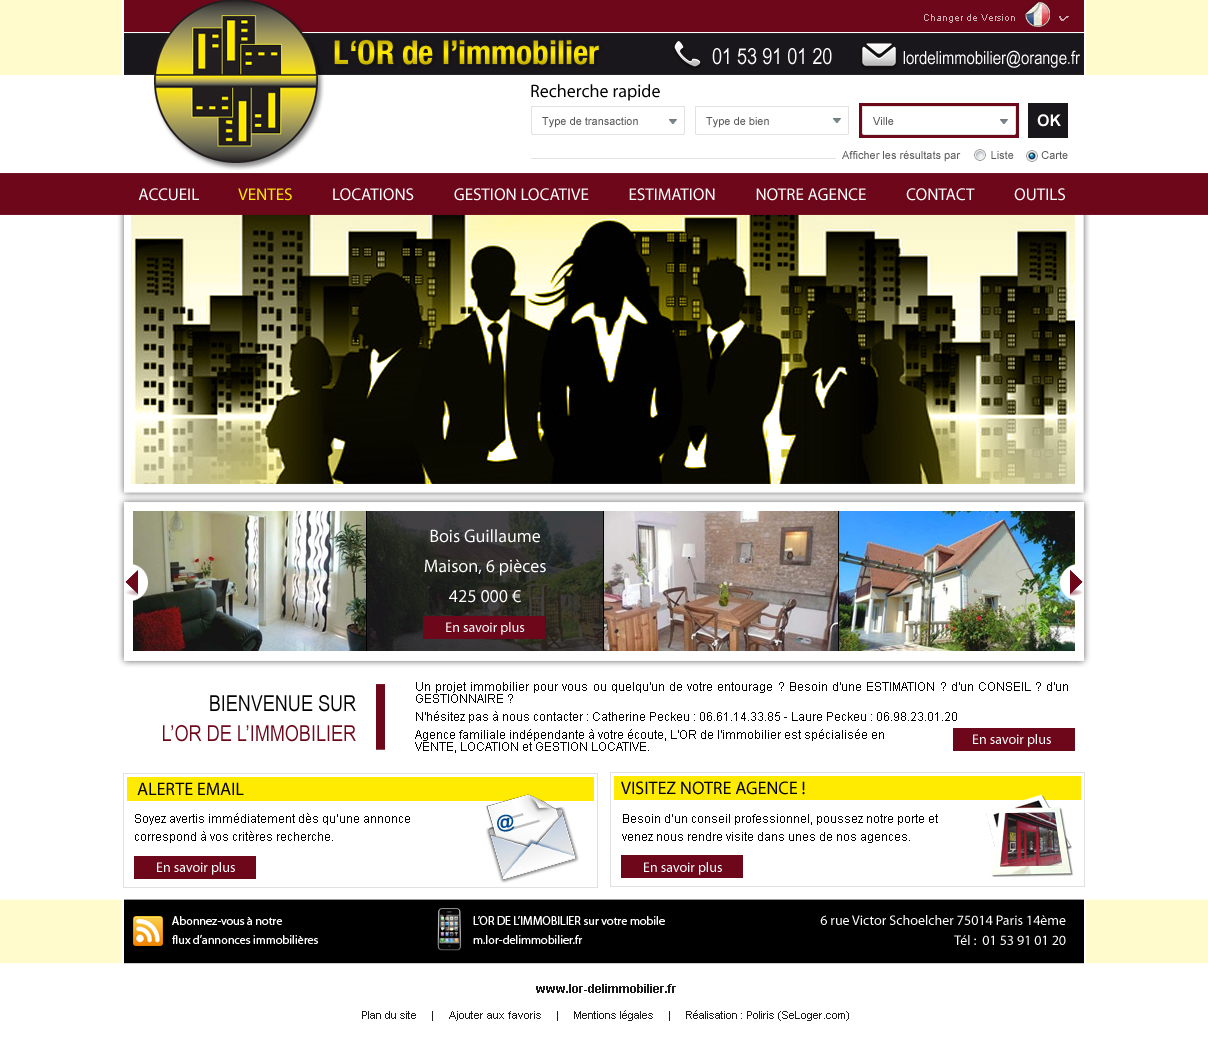 Changer de Version
L'OR de l'immobilier
01 53 91 01 20
lordelimmobilier@orange.fr
Recherche rapide
Type de transaction
Type de bien
Ville
OK
Afficher les résultats par
Liste
Carte
ACCUEIL
VENTES
LOCATIONS
GESTION LOCATIVE
ESTIMATION
NOTRE AGENCE
CONTACT
OUTILS
Bois Guillaume
Maison, 6 pièces
425 000 €
En savoir plus
BIENVENUE SUR
L'OR DE L'IMMOBILIER
Un projet immobilier pour vous ou quelqu'un de votre entourage ? Besoin d'une ESTIMATION ? d'un CONSEIL ? d'un
GESTIONNAIRE ?
N'hésitez pas à nous contacter : Catherine Peckeu : 06.61.14.33.85 - Laure Peckeu : 06.98.23.01.20
Agence familiale indépendante à votre écoute, L'OR de l'immobilier est spécialisée en
VENTE, LOCATION et GESTION LOCATIVE.
En savoir plus
ALERTE EMAIL
Soyez avertis immédiatement dès qu'une annonce
correspond à vos critères recherche.
En savoir plus
@
VISITEZ NOTRE AGENCE !
Besoin d'un conseil professionnel, poussez notre porte et
venez nous rendre visite dans unes de nos agences.
En savoir plus
Abonnez-vous à notre
flux d'annonces immobilières
L'OR DE L'IMMOBILIER sur votre mobile
m.lor-delimmobilier.fr
6 rue Victor Schoelcher 75014 Paris 14ème
Tél : 01 53 91 01 20
www.lor-delimmobilier.fr
Plan du site | Ajouter aux favoris | Mentions légales | Réalisation : Poliris (SeLoger.com)